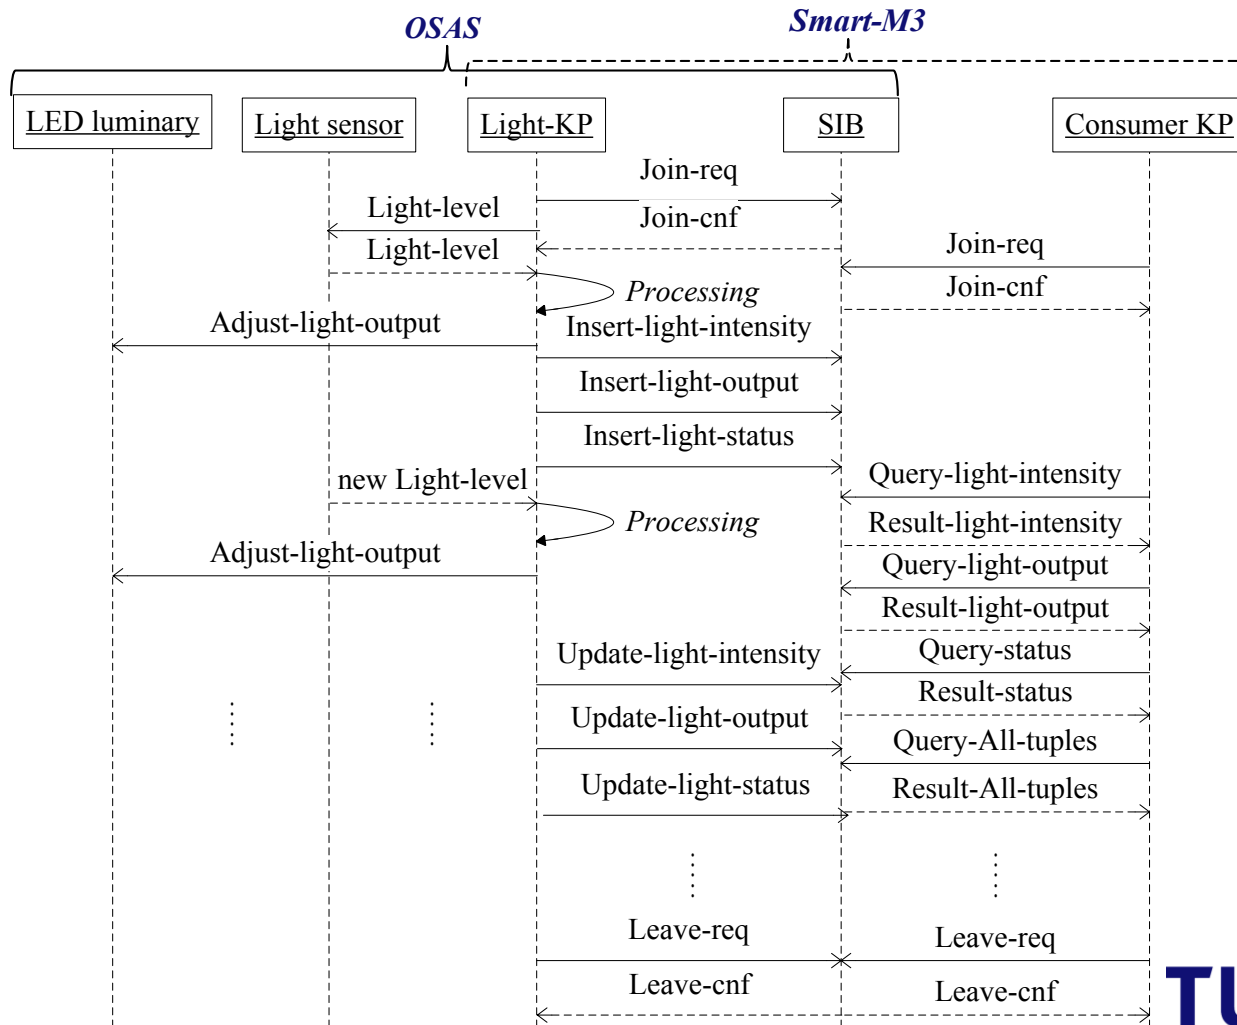 OSAS
Smart-M3
LED luminary
Light sensor
Light-KP
SIB
Consumer KP
Join-req
Light-level
Join-cnf
Light-level
Join-req
Processing
Join-cnf
Adjust-light-output
Insert-light-intensity
Insert-light-output
Insert-light-status
new Light-level
Query-light-intensity
Processing
Result-light-intensity
Adjust-light-output
Query-light-output
Result-light-output
Update-light-intensity
Query-status
Result-status
Update-light-output
Query-All-tuples
Update-light-status
Result-All-tuples
Leave-req
Leave-req
Leave-cnf
Leave-cnf